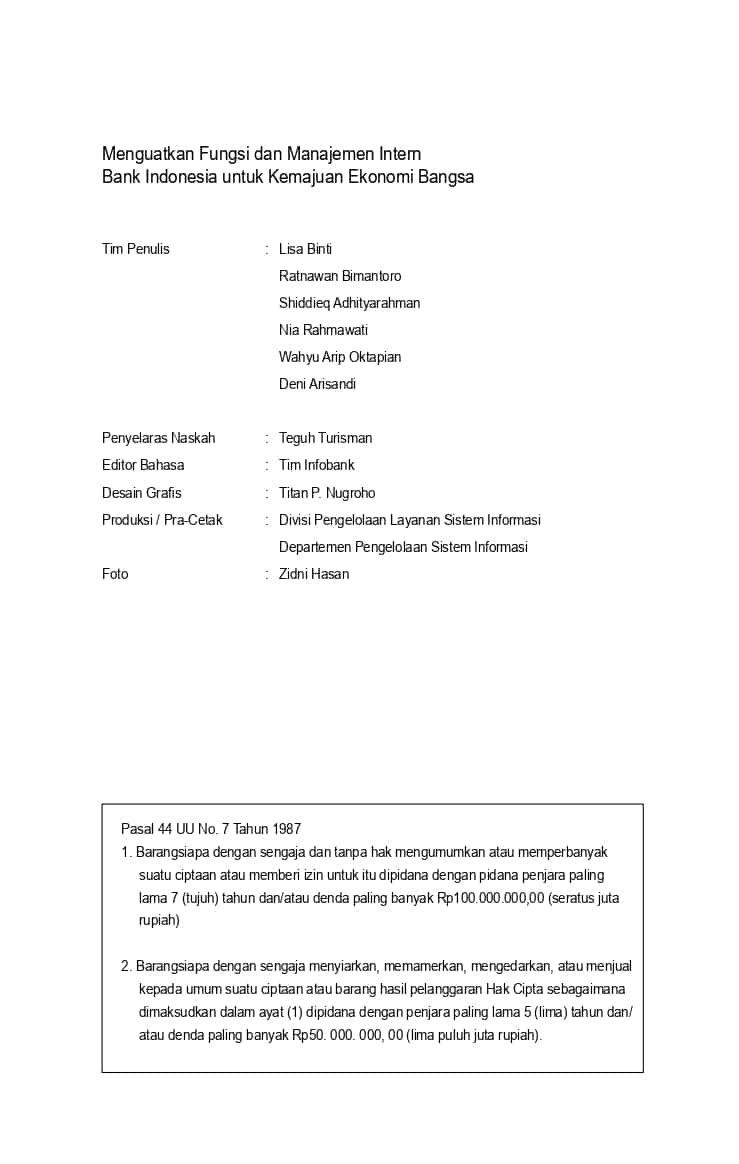 Menguatkan Fungsi dan Manajemen Intern
Bank Indonesia untuk Kemajuan Ekonomi Bangsa
Tim Penulis : Lisa Binti
Ratnawan Bimantoro
Shiddieq Adhityarahman
Nia Rahmawati
Wahyu Arip Oktapian
Deni Arisandi
Penyelaras Naskah : Teguh Turisman
Editor Bahasa : Tim Infobank
Desain Grafis : Titan P. Nugroho
Produksi / Pra-Cetak : Divisi Pengelolaan Layanan Sistem Informasi
Departemen Pengelolaan Sistem Informasi
Foto : Zidni Hasan
Pasal 44 UU No. 7 Tahun 1987
1. Barangsiapa dengan sengaja dan tanpa hak mengumumkan atau memperbanyak
suatu ciptaan atau memberi izin untuk itu dipidana dengan pidana penjara paling
lama 7 (tujuh) tahun dan/atau denda paling banyak Rp100.000.000,00 (seratus juta
rupiah)
2. Barangsiapa dengan sengaja menyiarkan, memamerkan, mengedarkan, atau menjual
kepada umum suatu ciptaan atau barang hasil pelanggaran Hak Cipta sebagaimana
dimaksudkan dalam ayat (1) dipidana dengan penjara paling lama 5 (lima) tahun dan/
atau denda paling banyak Rp50. 000. 000, 00 (lima puluh juta rupiah).